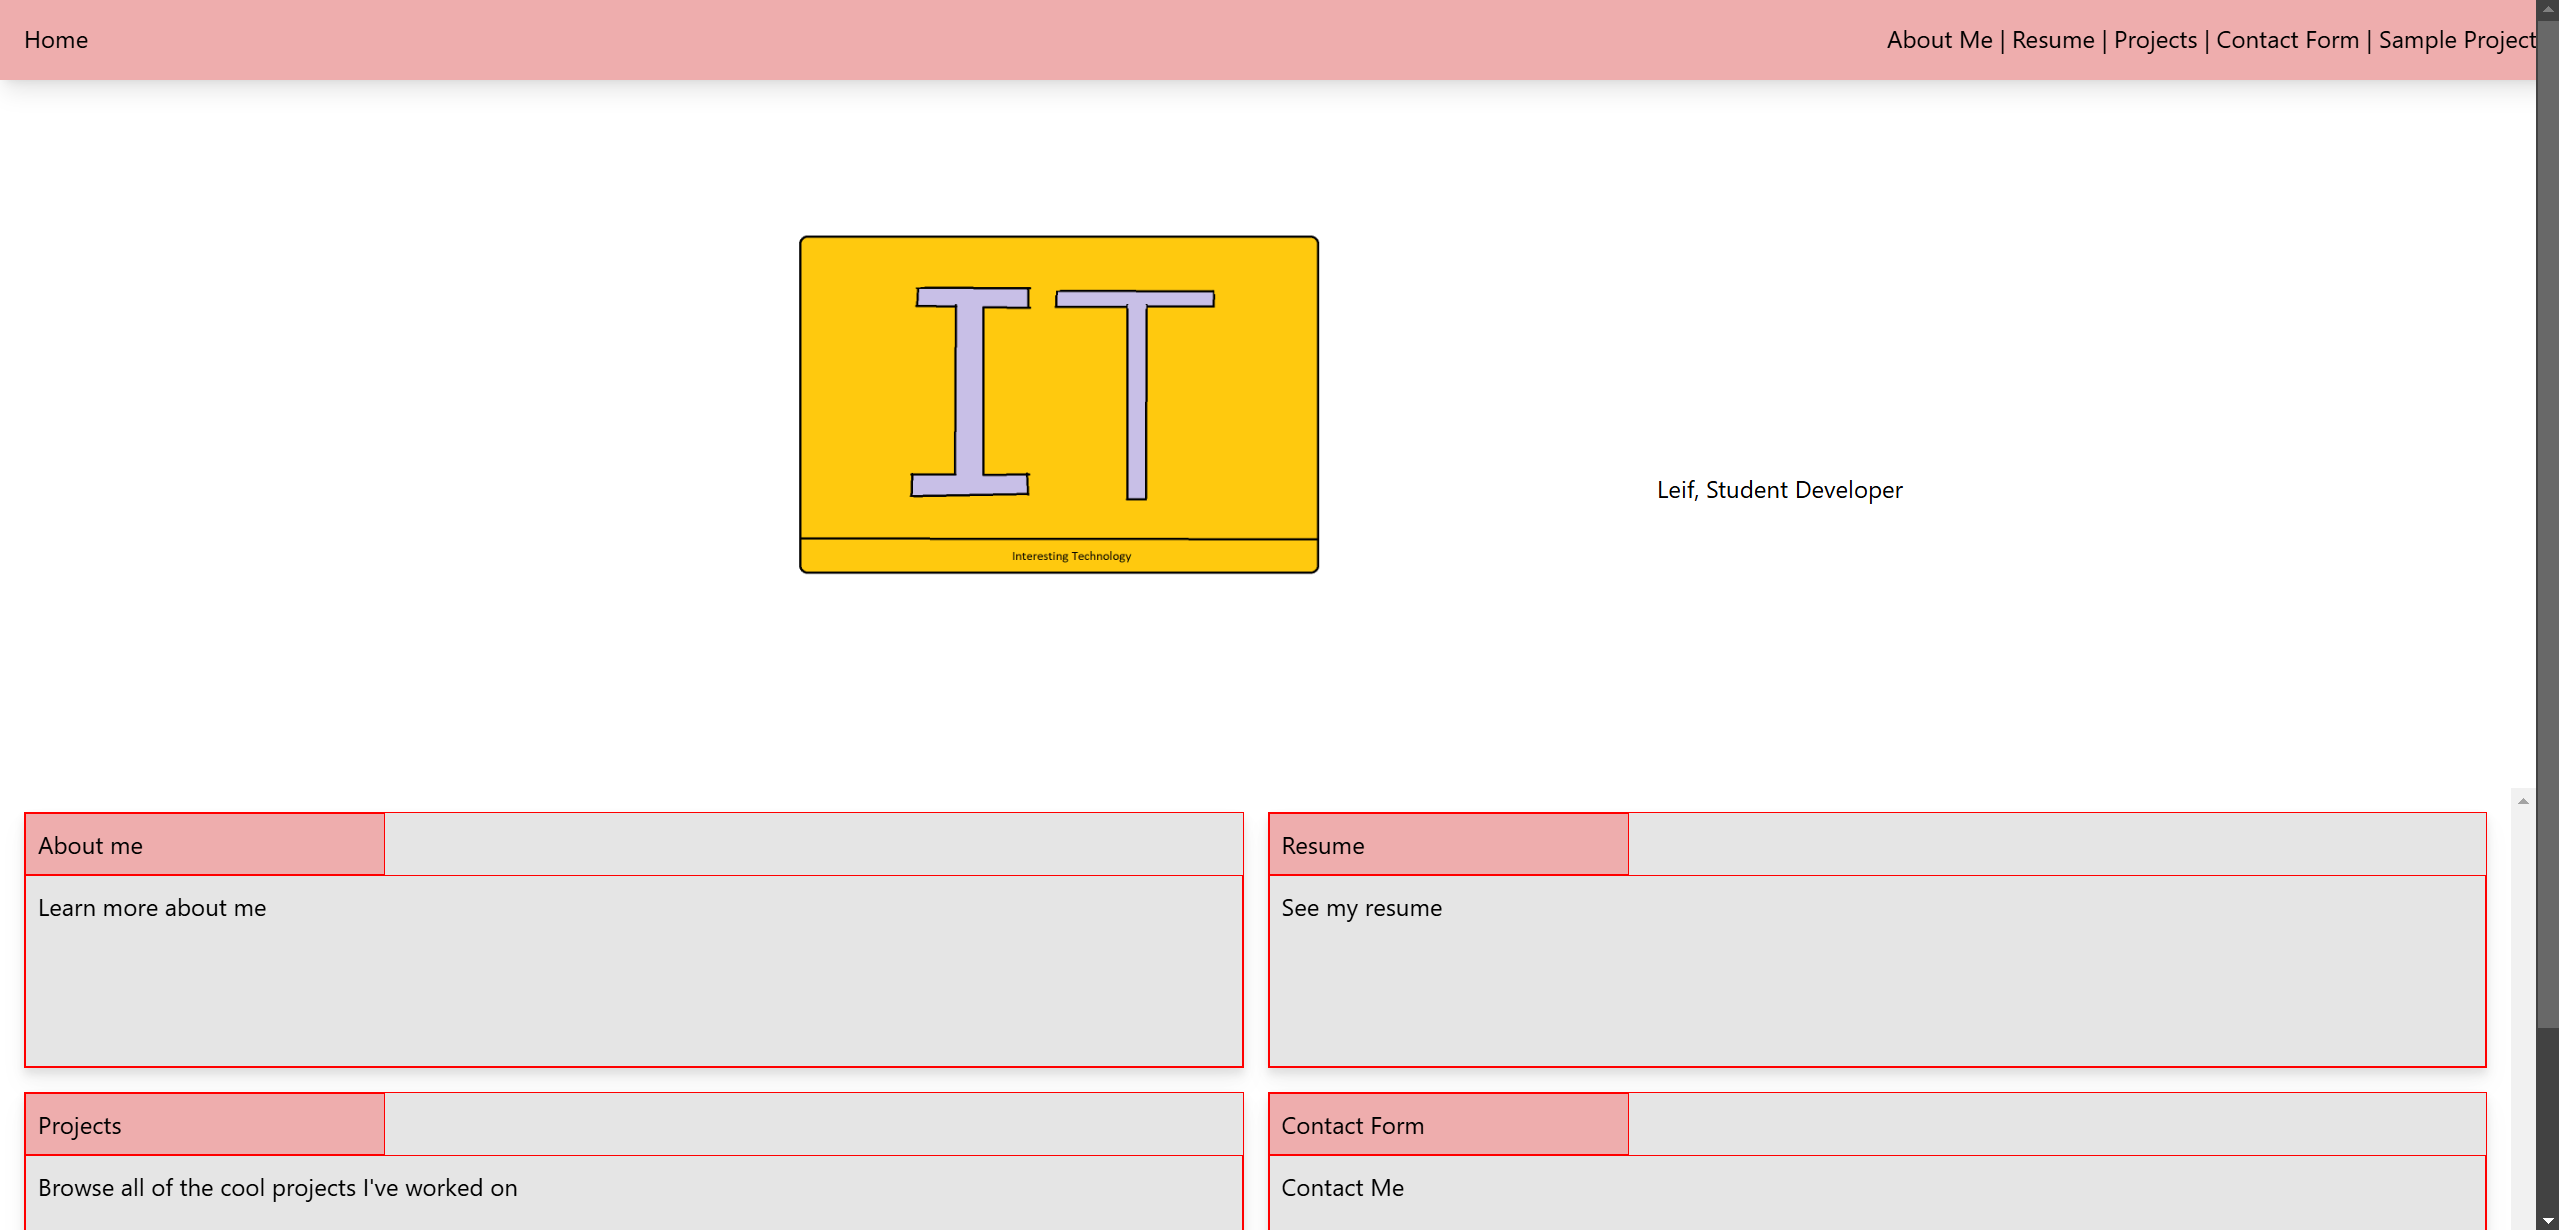 Home
About Me | Resume | Projects | Contact Form | Sample Project
IT
Interesting Technology
Leif, Student Developer
About me
Resume
Learn more about me
See my resume
Projects
Contact Form
Browse all of the cool projects I've worked on
Contact Me